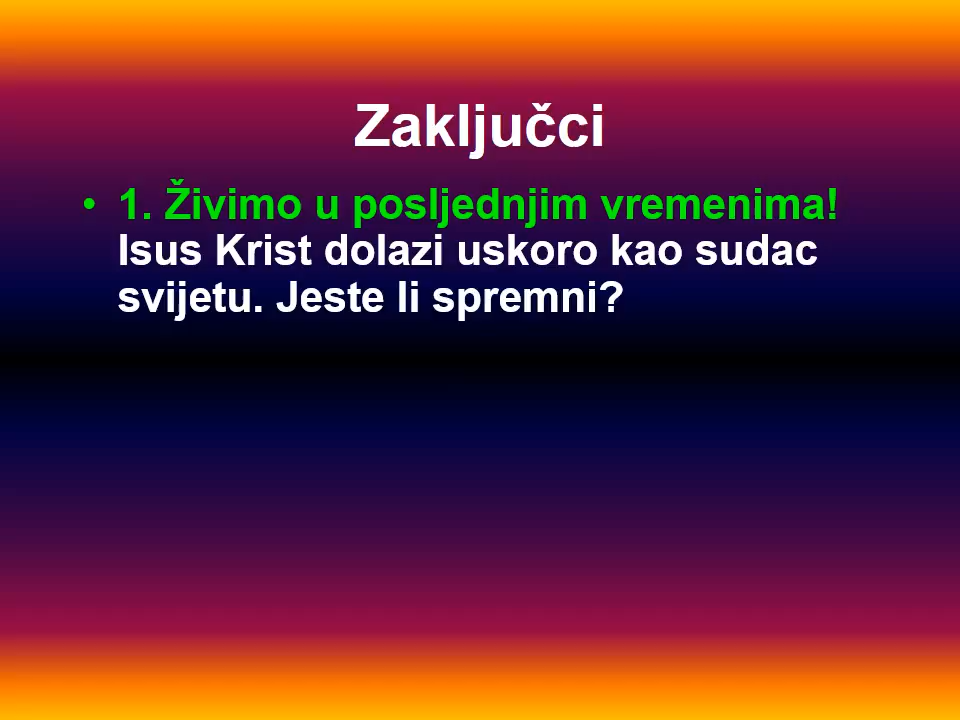 Zaključci
• 1. Živimo u posljednjim vremenima!
Isus Krist dolazi uskoro kao sudac
svijetu. Jeste li spremni?